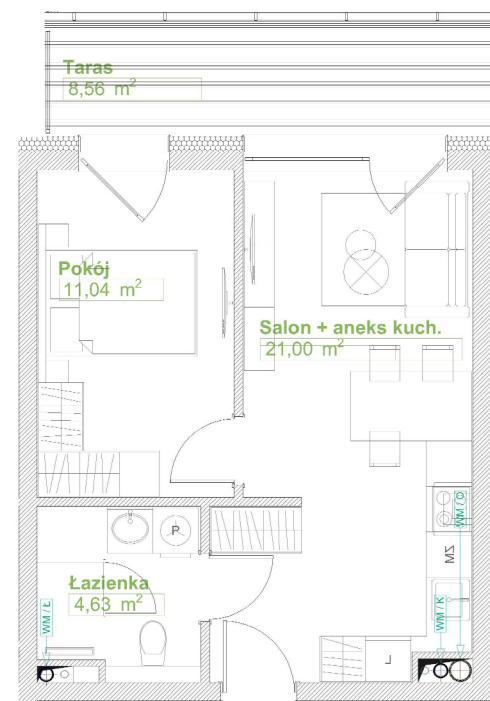 Taras
8,56 m²
Pokój
11,04 m²
Salon + aneks kuch.
21,00 m²
WM / O
P
ZM
Łazienka
4,63 m²
WM / Ł
WM / K
L